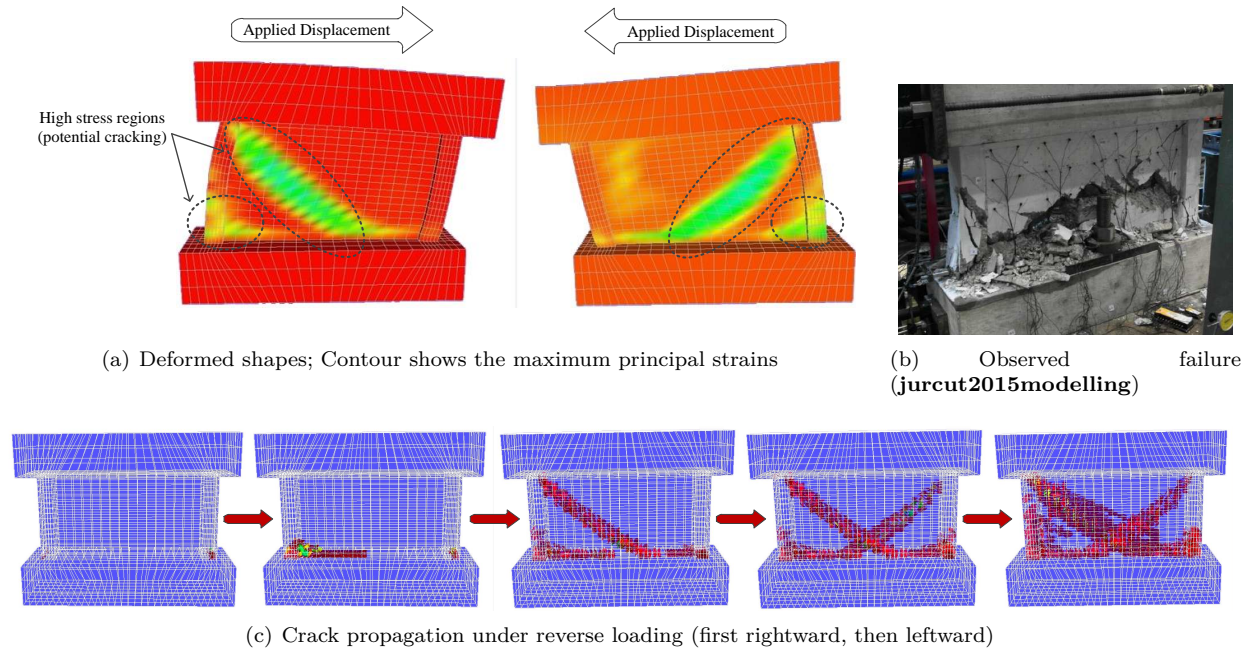 Applied Displacement
Applied Displacement
High stress regions
(potential cracking)
(a) Deformed shapes; Contour shows the maximum principal strains
(b) Observed failure
(jurcut2015modelling)
(c) Crack propagation under reverse loading (first rightward, then leftward)